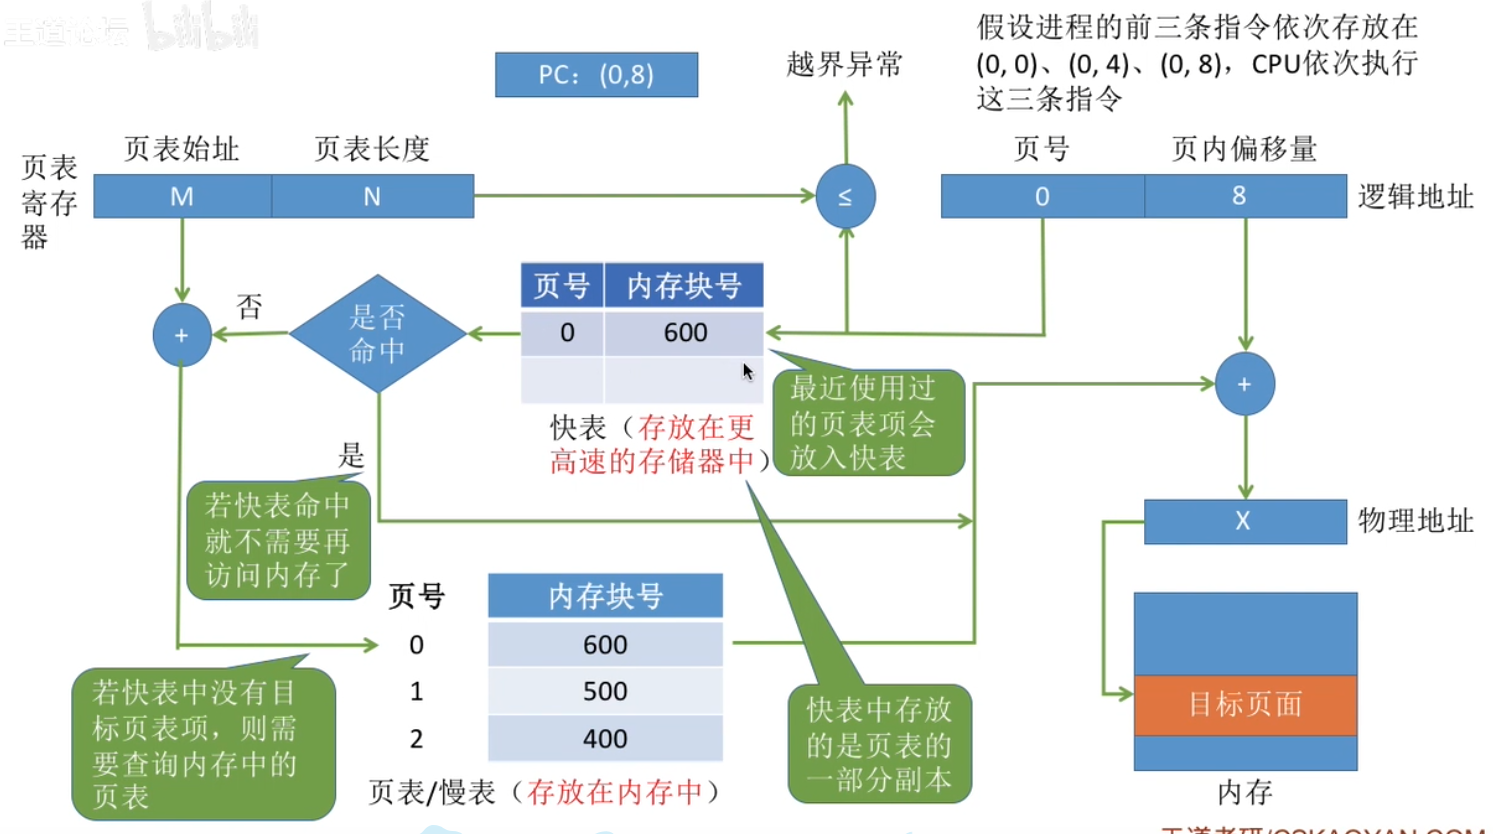 王道论坛 bilibili
假设进程的前三条指令依次存放在
(0, 0)、(0, 4)、(0, 8)，CPU依次执行
这三条指令
PC：(0,8)
越界异常
页表始址
页表长度
页号
页内偏移量
页表
寄存
器
M
N
≤
0
8
逻辑地址
页号
内存块号
0
600
否
是否
命中
+
+
最近使用过
的页表项会
放入快表
快表（存放在更
高速的存储器中）
是
若快表命中
就不需要再
访问内存了
X
物理地址
页号
内存块号
0
600
1
500
2
400
页表/慢表（存放在内存中）
若快表中没有目
标页表项，则需
要查询内存中的
页表
快表中存放
的是页表的
一部分副本
目标页面
内存
王道考研/CSKAOYAN.COM